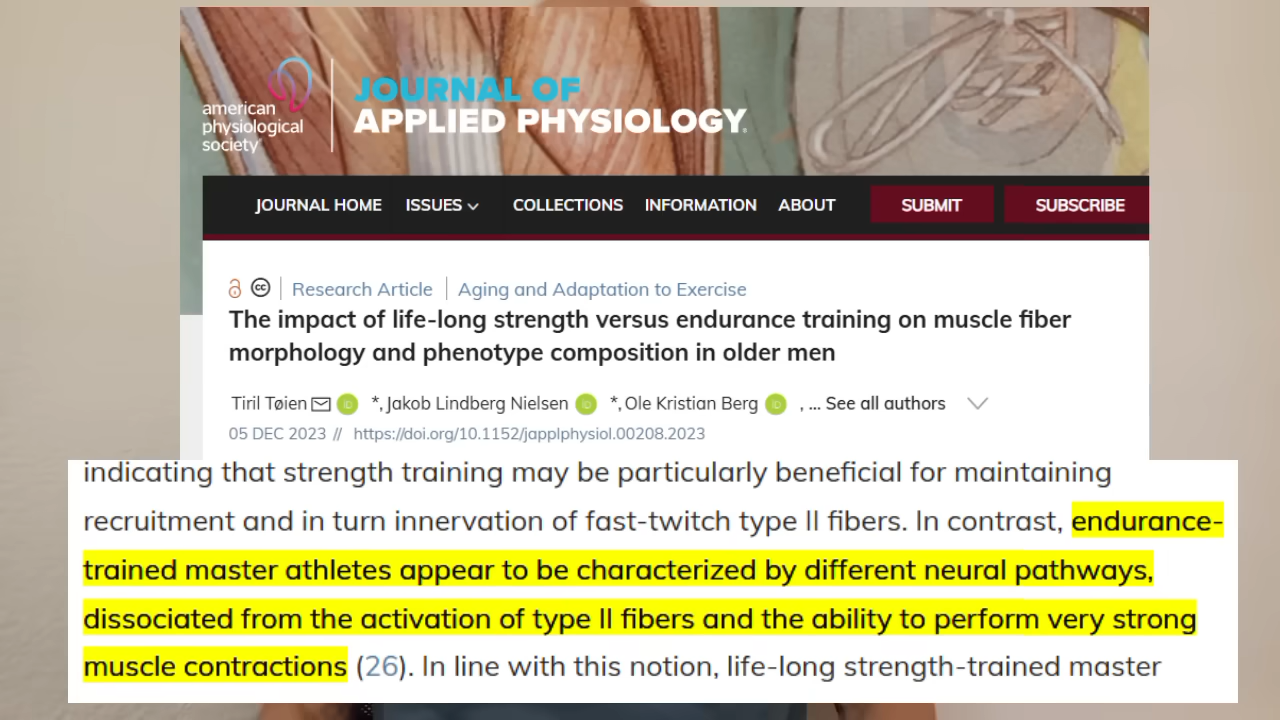 american
physiological
society
JOURNAL OF
APPLIED PHYSIOLOGY.
JOURNAL HOME ISSUES COLLECTIONS INFORMATION ABOUT SUBMIT SUBSCRIBE
cc Research Article Aging and Adaptation to Exercise
The impact of life-long strength versus endurance training on muscle fiber
morphology and phenotype composition in older men
Tiril Tøien iD *, Jakob Lindberg Nielsen iD *, Ole Kristian Berg iD , ... See all authors
05 DEC 2023 // https://doi.org/10.1152/japplphysiol.00208.2023
indicating that strength training may be particularly beneficial for maintaining
recruitment and in turn innervation of fast-twitch type II fibers. In contrast, endurance-
trained master athletes appear to be characterized by different neural pathways,
dissociated from the activation of type II fibers and the ability to perform very strong
muscle contractions (26). In line with this notion, life-long strength-trained master